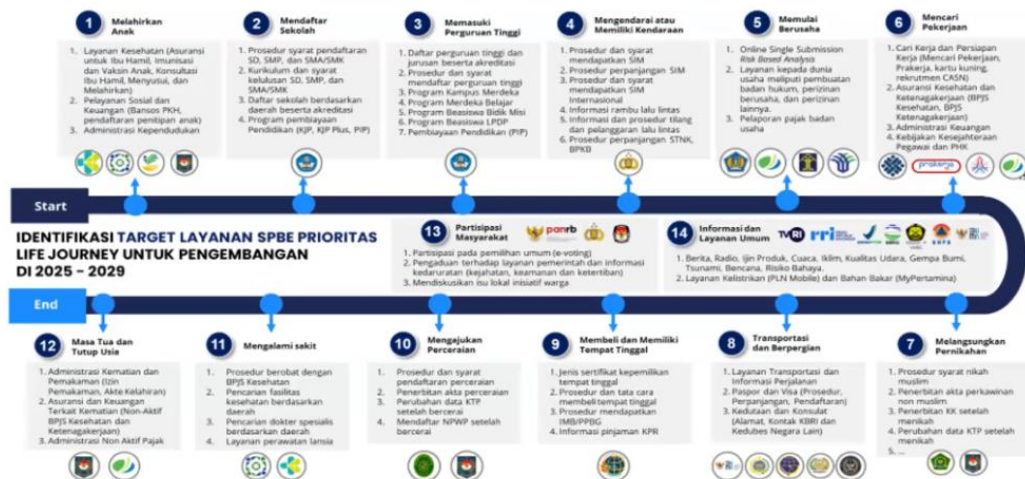 1 Melahirkan
Anak
1. Layanan Kesehatan (Asuransi
untuk Ibu Hamil, Imunisasi
dan Vaksin Anak, Konsultasi
Ibu Hamil, Menyusui, dan
Melahirkan)
2. Pelayanan Sosial dan
Keuangan (Bansos PKH,
pendaftaran penitipan anak)
3. Administrasi Kependudukan
2 Mendaftar
Sekolah
1. Prosedur syarat pendaftaran
SD, SMP, dan SMA/SMK
2. Kurikulum dan syarat
kelulusan SD, SMP, dan
SMA/SMK
3. Daftar sekolah berdasarkan
daerah beserta akreditasi
4. Program pembiayaan
Pendidikan (KJP, KJP Plus, PIP)
3 Memasuki
Perguruan Tinggi
1. Daftar perguruan tinggi dan
jurusan beserta akreditasi
2. Prosedur dan syarat
mendaftar perguruan tinggi
3. Program Kampus Merdeka
4. Program Merdeka Belajar
5. Program Beasiswa Bidik Misi
6. Program Beasiswa LPDP
7. Pembiayaan Pendidikan (PIP)
4 Mengendarai atau
Memiliki Kendaraan
1. Prosedur dan syarat
mendapatkan SIM
2. Prosedur perpanjangan SIM
3. Prosedur dan syarat
mendapatkan SIM
Internasional
4. Informasi rambu lalu lintas
5. Informasi dan prosedur tilang
dan pelanggaran lalu lintas
6. Prosedur perpanjangan STNK,
BPKB
5 Memulai
Berusaha
1. Online Single Submission
Risk Based Analysis
2. Layanan kepada dunia
usaha meliputi pembuatan
badan hukum, perizinan
berusaha, dan perizinan
lainnya.
3. Pelaporan pajak badan
usaha
6 Mencari
Pekerjaan
1. Cari Kerja dan Persiapan
Kerja (Mencari Pekerjaan,
Prakerja, kartu kuning,
rekrutmen CASN)
2. Asuransi Kesehatan dan
Ketenagakerjaan (BPJS
Kesehatan, BPJS
Ketenagakerjaan)
3. Administrasi Keuangan
4. Kebijakan Kesejahteraan
Pegawai dan PHK
prakerja
Start
IDENTIFIKASI TARGET LAYANAN SPBE PRIORITAS
LIFE JOURNEY UNTUK PENGEMBANGAN
DI 2025 – 2029
13 Partisipasi
Masyarakat
panrb
1. Partisipasi pada pemilihan umum (e-voting)
2. Pengaduan terhadap layanan pemerintah dan informasi
kedaruratan (kejahatan, keamanan dan ketentiban)
3. Mendiskusikan isu lokal inisiatif warga
14 Informasi dan
Layanan Umum
TVRI
rri
1. Berita, Radio, Ijin Produk, Cuaca, Iklim, Kualitas Udara, Gempa Bumi,
Tsunami, Bencana, Risiko Bahaya.
2. Layanan Kelistrikan (PLN Mobile) dan Bahan Bakar (MyPertamina)
End
12 Masa Tua dan
Tutup Usia
1. Administrasi Kematian dan
Pemakaman (Izin
Pemakaman, Akte Kelahiran)
2. Asuransi dan Keuangan
Terkait Kematian (Non-Aktif
BPJS Kesehatan dan
Ketenagakerjaan)
3. Administrasi Non Aktif Pajak
11 Mengalami sakit
1. Prosedur berobat dengan
BPJS Kesehatan
2. Pencarian fasilitas
kesehatan berdasarkan
daerah
3. Pencarian dokter spesialis
berdasarkan daerah
4. Layanan perawatan lansia
10 Mengajukan
Perceraian
1. Prosedur dan syarat
pendaftaran perceraian
2. Penerbitan akta perceraian
3. Perubahan data KTP
setelah bercerai
4. Mendaftar NPWP setelah
bercerai
9 Membeli dan Memiliki
Tempat Tinggal
1. Jenis sertifikat kepemilikan
tempat tinggal
2. Prosedur dan tata cara
membeli tempat tinggal
3. Prosedur mendapatkan
IMB/PPBG
4. Informasi pinjaman KPR
8 Transportasi
dan Berpergian
1. Layanan Transportasi dan
Informasi Perjalanan
2. Paspor dan Visa (Prosedur,
Perpanjangan, Pendaftaran)
3. Kedutaan dan Konsulat
(Alamat, Kontak KBRI dan
Kedubes Negara Lain)
7 Melangsungkan
Pernikahan
1. Prosedur syarat nikah
muslim
2. Penerbitan akta perkawinan
non muslim
3. Penerbitan KK setelah
menikah
4. Perubahan data KTP setelah
menikah
5. ...